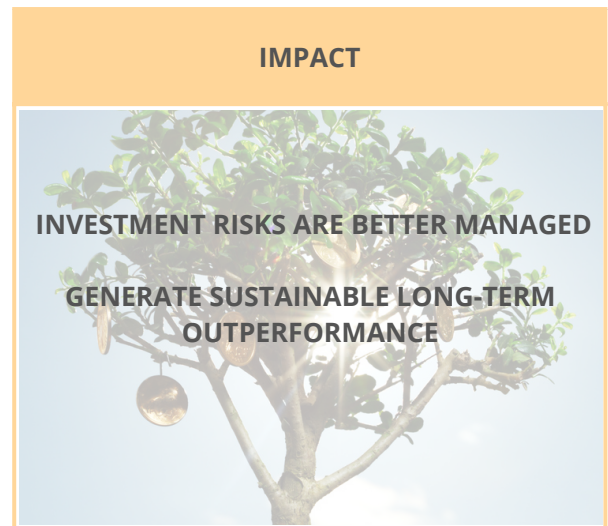 IMPACT
INVESTMENT RISKS ARE BETTER MANAGED
GENERATE SUSTAINABLE LONG-TERM
OUTPERFORMANCE